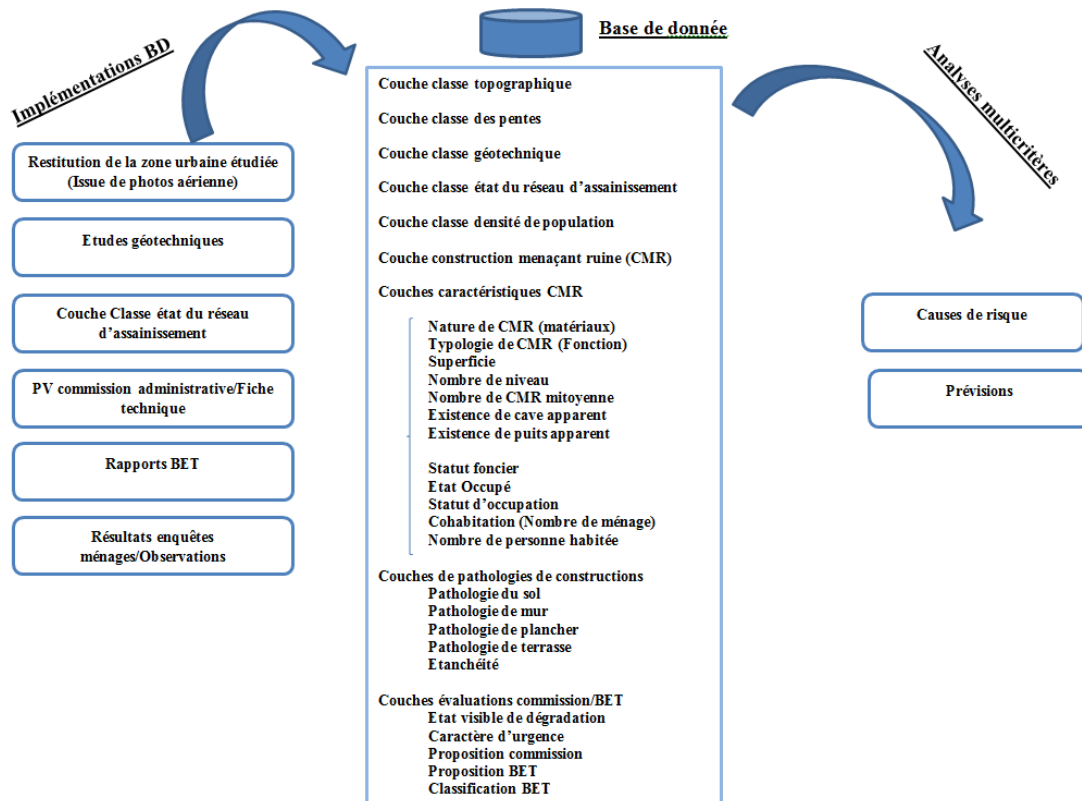 Implémentations BD
Restitution de la zone urbaine étudiée
(Issue de photos aérienne)
Etudes géotechniques
Couche Classe état du réseau
d’assainissement
PV commission administrative/Fiche
technique
Rapports BET
Résultats enquêtes
ménages/Observations
Base de donnée
Couche classe topographique
Couche classe des pentes
Couche classe géotechnique
Couche classe état du réseau d’assainissement
Couche classe densité de population
Couche construction menaçant ruine (CMR)
Couches caractéristiques CMR
Nature de CMR (matériaux)
Typologie de CMR (Fonction)
Superficie
Nombre de niveau
Nombre de CMR mitoyenne
Existence de cave apparent
Existence de puits apparent
Statut foncier
Etat Occupé
Statut d’occupation
Cohabitation (Nombre de ménage)
Nombre de personne habitée
Couches de pathologies de constructions
Pathologie du sol
Pathologie de mur
Pathologie de plancher
Pathologie de terrasse
Etanchéité
Couches évaluations commission/BET
Etat visible de dégradation
Caractère d’urgence
Proposition commission
Proposition BET
Classification BET
Analyses multicritères
Causes de risque
Prévisions